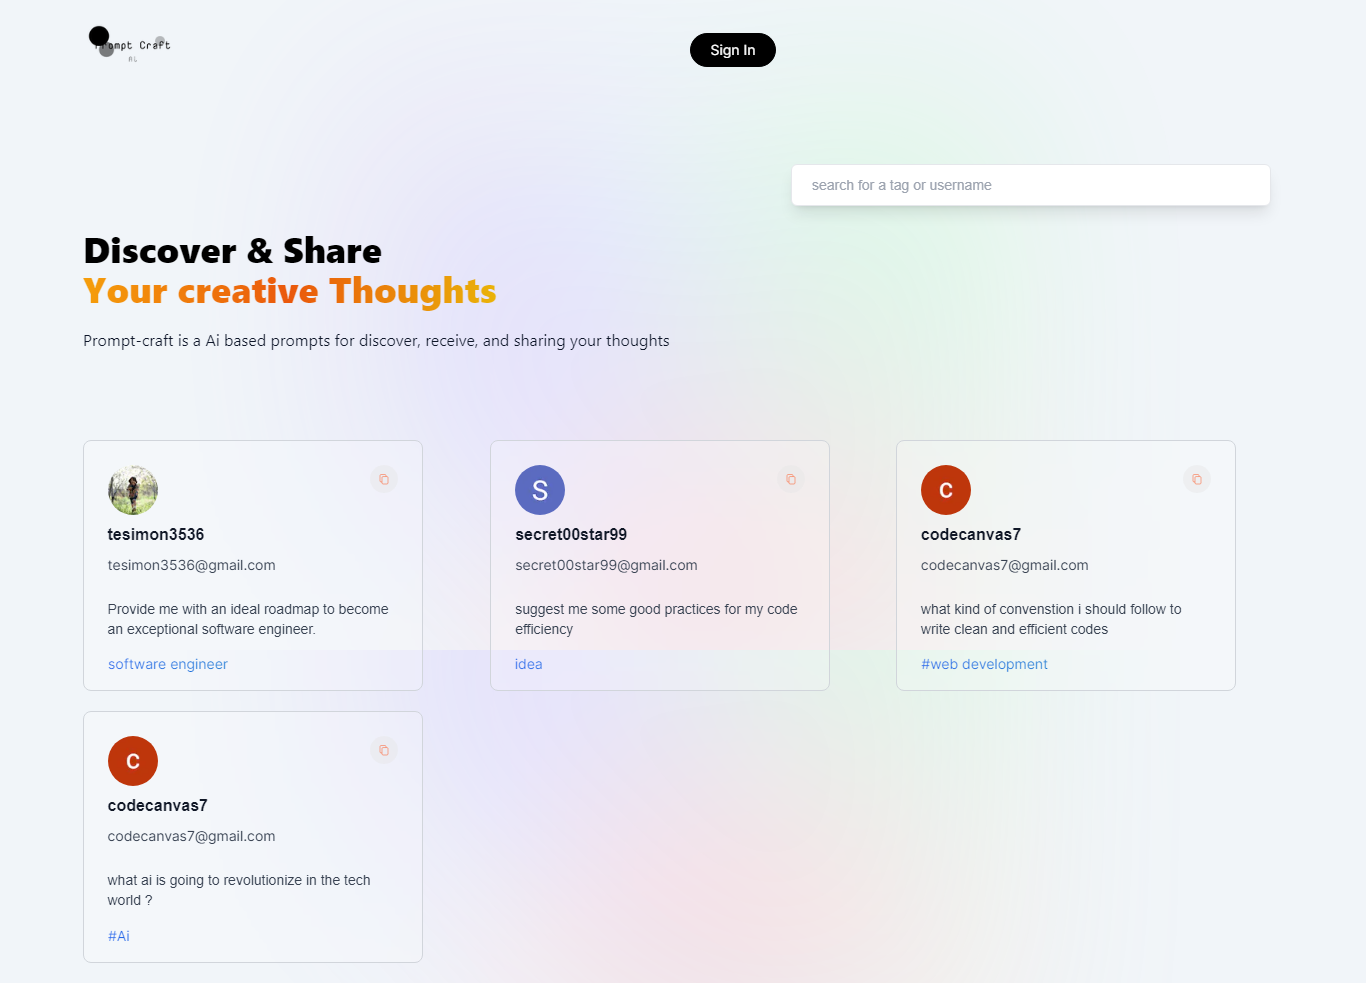 Prompt Craft
AL
Sign In
search for a tag or username
Discover & Share
Your creative Thoughts
Prompt-craft is a Ai based prompts for discover, receive, and sharing your thoughts
tesimon3536
tesimon3536@gmail.com
Provide me with an ideal roadmap to become
an exceptional software engineer.
software engineer
S
secret00star99
secret00star99@gmail.com
suggest me some good practices for my code
efficiency
idea
C
codecanvas7
codecanvas7@gmail.com
what kind of convenstion i should follow to
write clean and efficient codes
#web development
C
codecanvas7
codecanvas7@gmail.com
what ai is going to revolutionize in the tech
world ?
#Ai